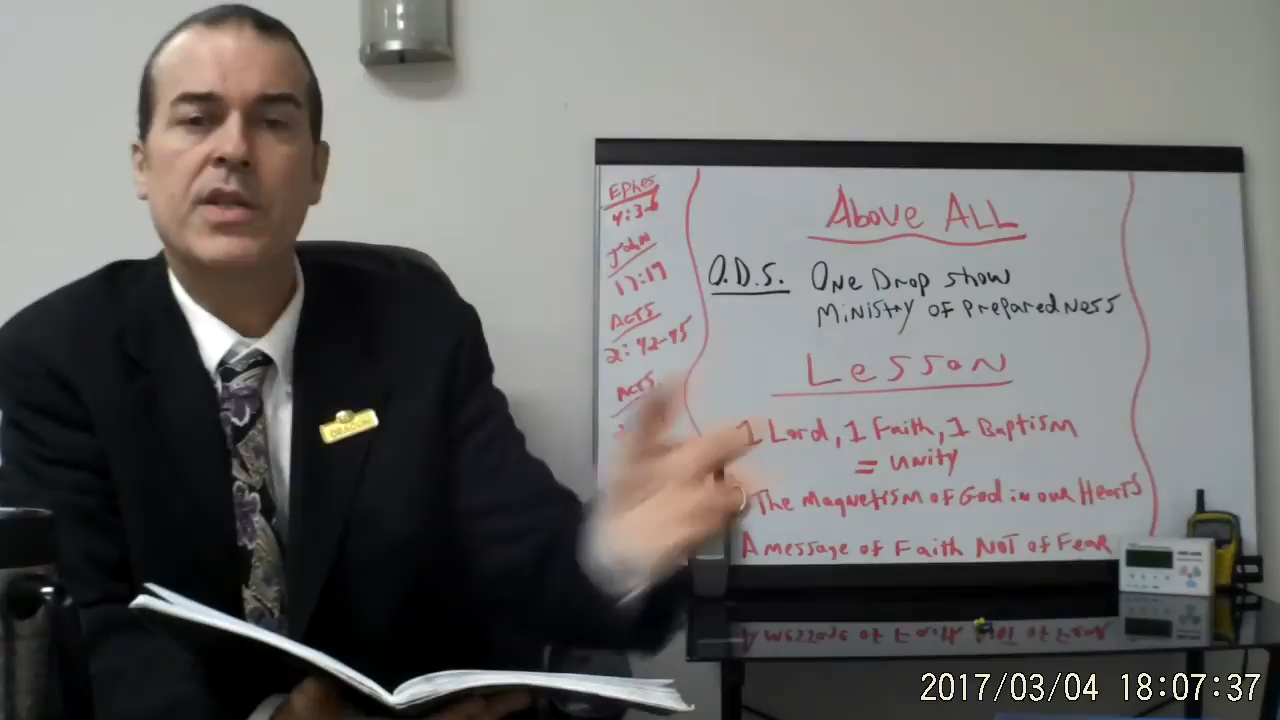 Ephes
4:3-6
John
17:17
ACTS
2:42-45
ACTS
Above ALL
O.D.S. One Drop show
Ministry of Preparedness
Lesson
1 Lord, 1 Faith, 1 Baptism
= unity
The Magnetism of God in our Hearts
A message of Faith NOT of Fear
2017/03/04 18:07:37